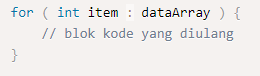 for ( int item : dataArray ) {
    // blok kode yang diulang
}